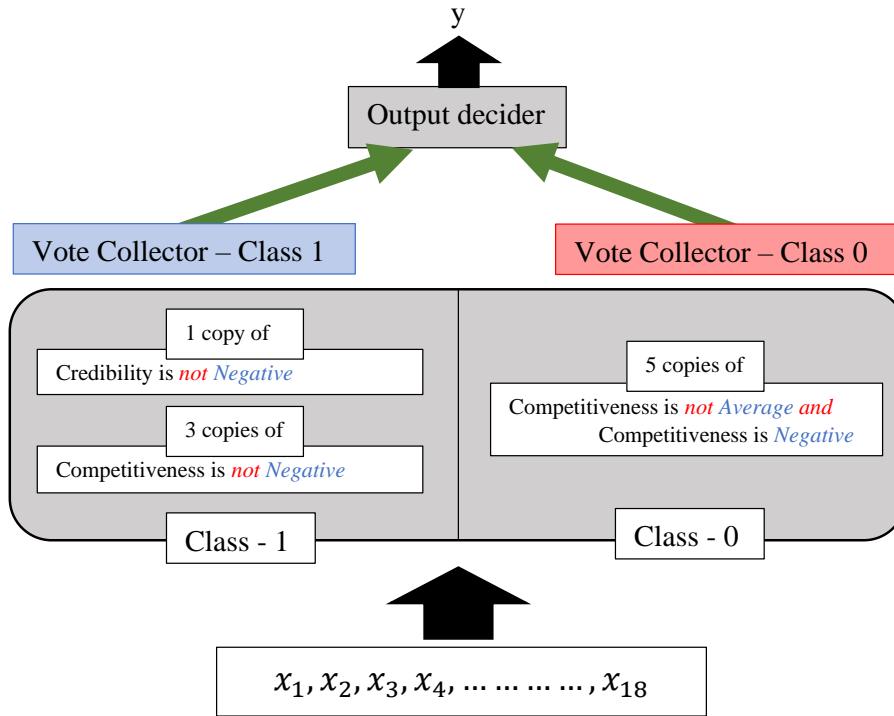 y
Output decider
Vote Collector – Class 1
Vote Collector – Class 0
1 copy of
Credibility is not Negative
3 copies of
Competitiveness is not Negative
Class - 1
5 copies of
Competitiveness is not Average and
Competitiveness is Negative
Class - 0
x₁, x₂, x₃, x₄, … … … … , x₁₈